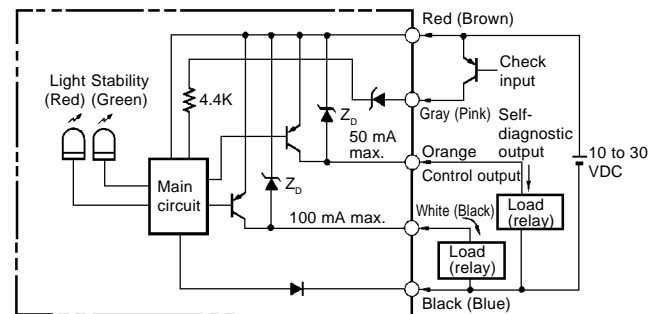 Red (Brown)
Check
input
Light Stability
(Red) (Green)
4.4K
Gray (Pink)
Self-
diagnostic
output
Z_D
50 mA
max.
Orange
Control output
10 to 30
VDC
Main
circuit
Z_D
100 mA max.
White (Black)
Load
(relay)
Load
(relay)
Black (Blue)